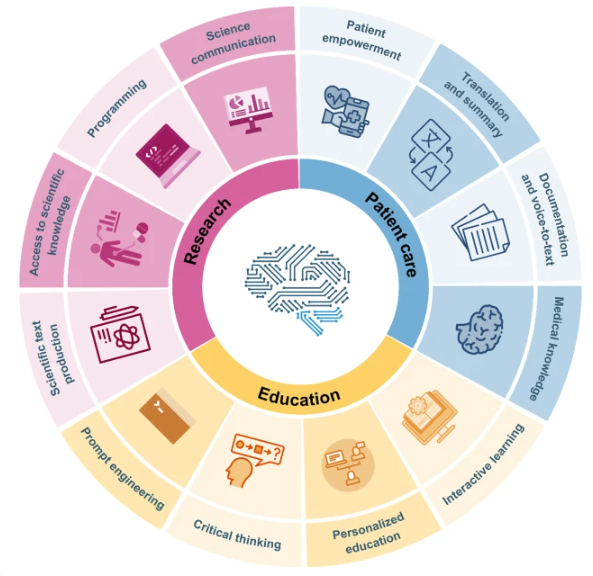 Science
communication
Patient
empowerment
Translation
and summary
Documentation
and voice-to-text
Medical knowledge
Interactive learning
Personalized
education
Critical thinking
Prompt engineering
Scientific text
production
Access to scientific
knowledge
Programming
Research
Patient care
Education